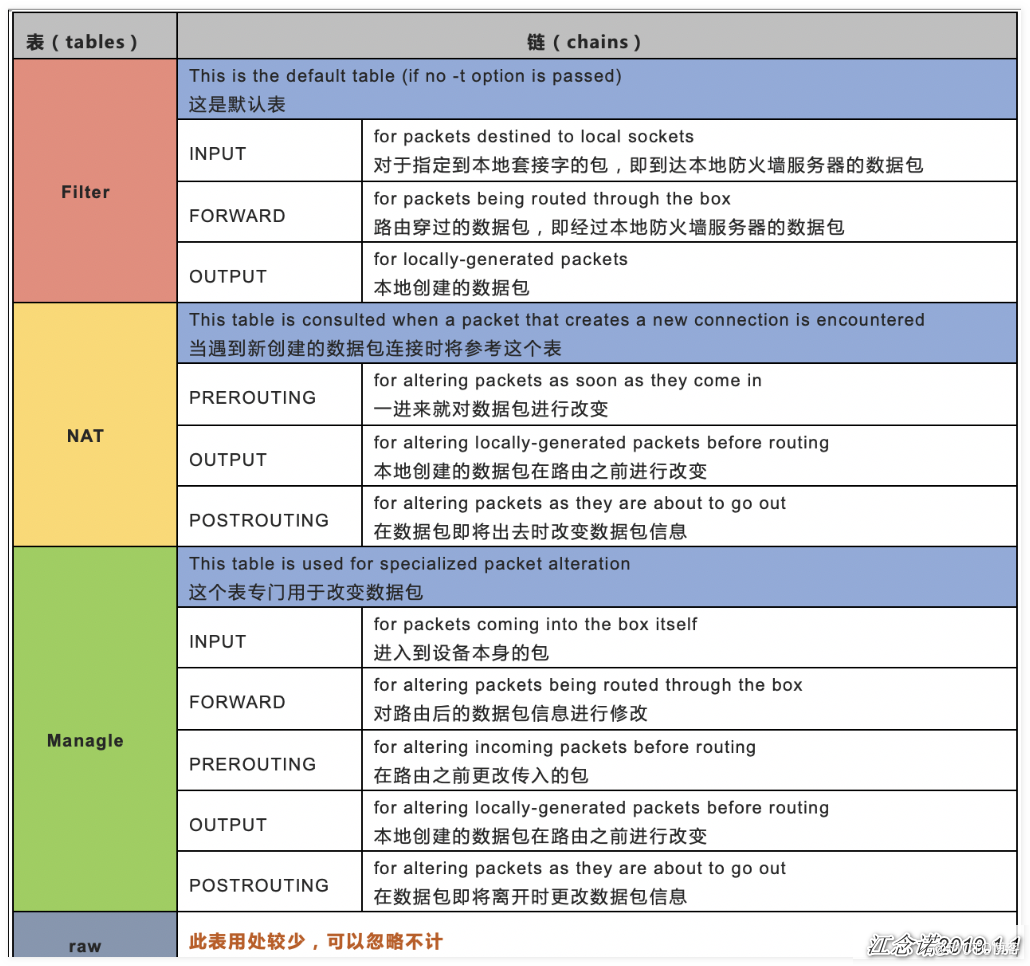 表（tables）
链（chains）
Filter
This is the default table (if no -t option is passed)
这是默认表
INPUT
for packets destined to local sockets
对于指定到本地套接字的包，即到达本地防火墙服务器的数据包
FORWARD
for packets being routed through the box
路由穿过的数据包，即经过本地防火墙服务器的数据包
OUTPUT
for locally-generated packets
本地创建的数据包
NAT
This table is consulted when a packet that creates a new connection is encountered
当遇到新创建的数据包连接时将参考这个表
PREROUTING
for altering packets as soon as they come in
一进来就对数据包进行改变
OUTPUT
for altering locally-generated packets before routing
本地创建的数据包在路由之前进行改变
POSTROUTING
for altering packets as they are about to go out
在数据包即将出去时改变数据包信息
Managle
This table is used for specialized packet alteration
这个表专门用于改变数据包
INPUT
for packets coming into the box itself
进入到设备本身的包
FORWARD
for altering packets being routed through the box
对路由后的数据包信息进行修改
PREROUTING
for altering incoming packets before routing
在路由之前更改传入的包
OUTPUT
for altering locally-generated packets before routing
本地创建的数据包在路由之前进行改变
POSTROUTING
for altering packets as they are about to go out
在数据包即将离开时更改数据包信息
raw
此表用处较少，可以忽略不计
江念诺2019.1.1